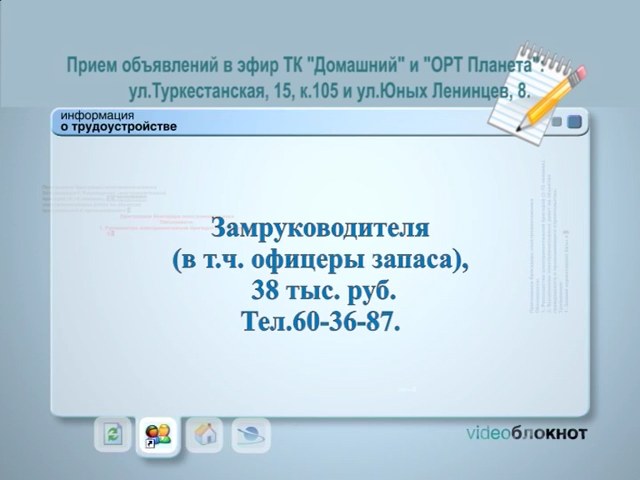 Прием объявлений в эфир ТК "Домашний" и "ОРТ Планета":
ул.Туркестанская, 15, к.105 и ул.Юных Ленинцев, 8.
информация
о трудоустройстве
Замруководителя
(в т.ч. офицеры запаса),
38 тыс. руб.
Тел.60-36-87.
videoблокнот